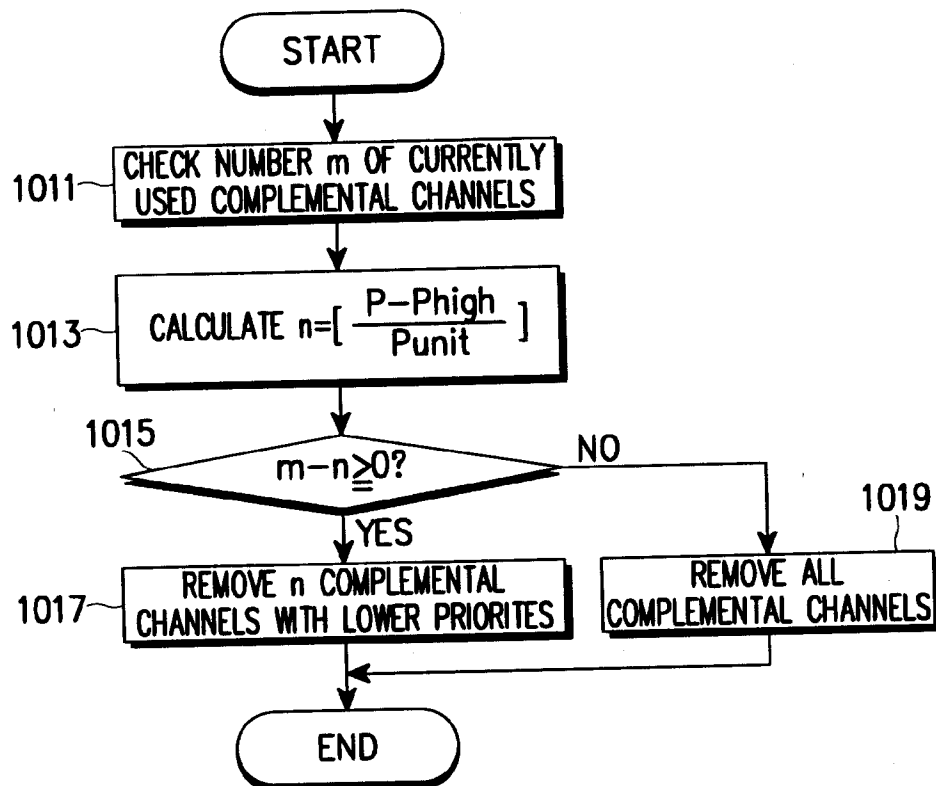 START
1011
CHECK NUMBER m OF CURRENTLY
USED COMPLEMENTAL CHANNELS
1013
CALCULATE n=[ P-Phigh / Punit ]
1015
m-n≧0?
NO
YES
1019
1017
REMOVE n COMPLEMENTAL
CHANNELS WITH LOWER PRIORITES
REMOVE ALL
COMPLEMENTAL CHANNELS
END